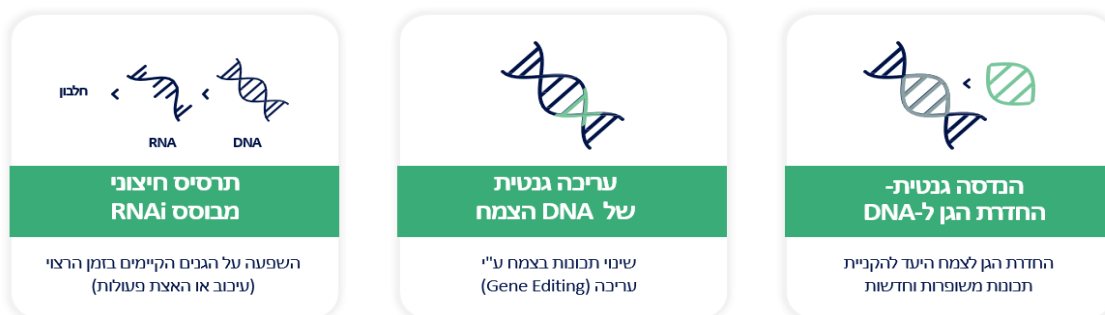 הנדסה גנטית-
החדרת הגן ל-DNA
החדרת הגן לצמח היעד להקניית
תכונות משופרות וחדשות
עריכה גנטית
של DNA הצמח
שינוי תכונות בצמח ע"י
עריכה (Gene Editing)
DNA
RNA
חלבון
תרסיס חיצוני
מבוסס RNAi
השפעה על הגנים הקיימים בזמן הרצוי
(עיכוב או האצת פעולות)